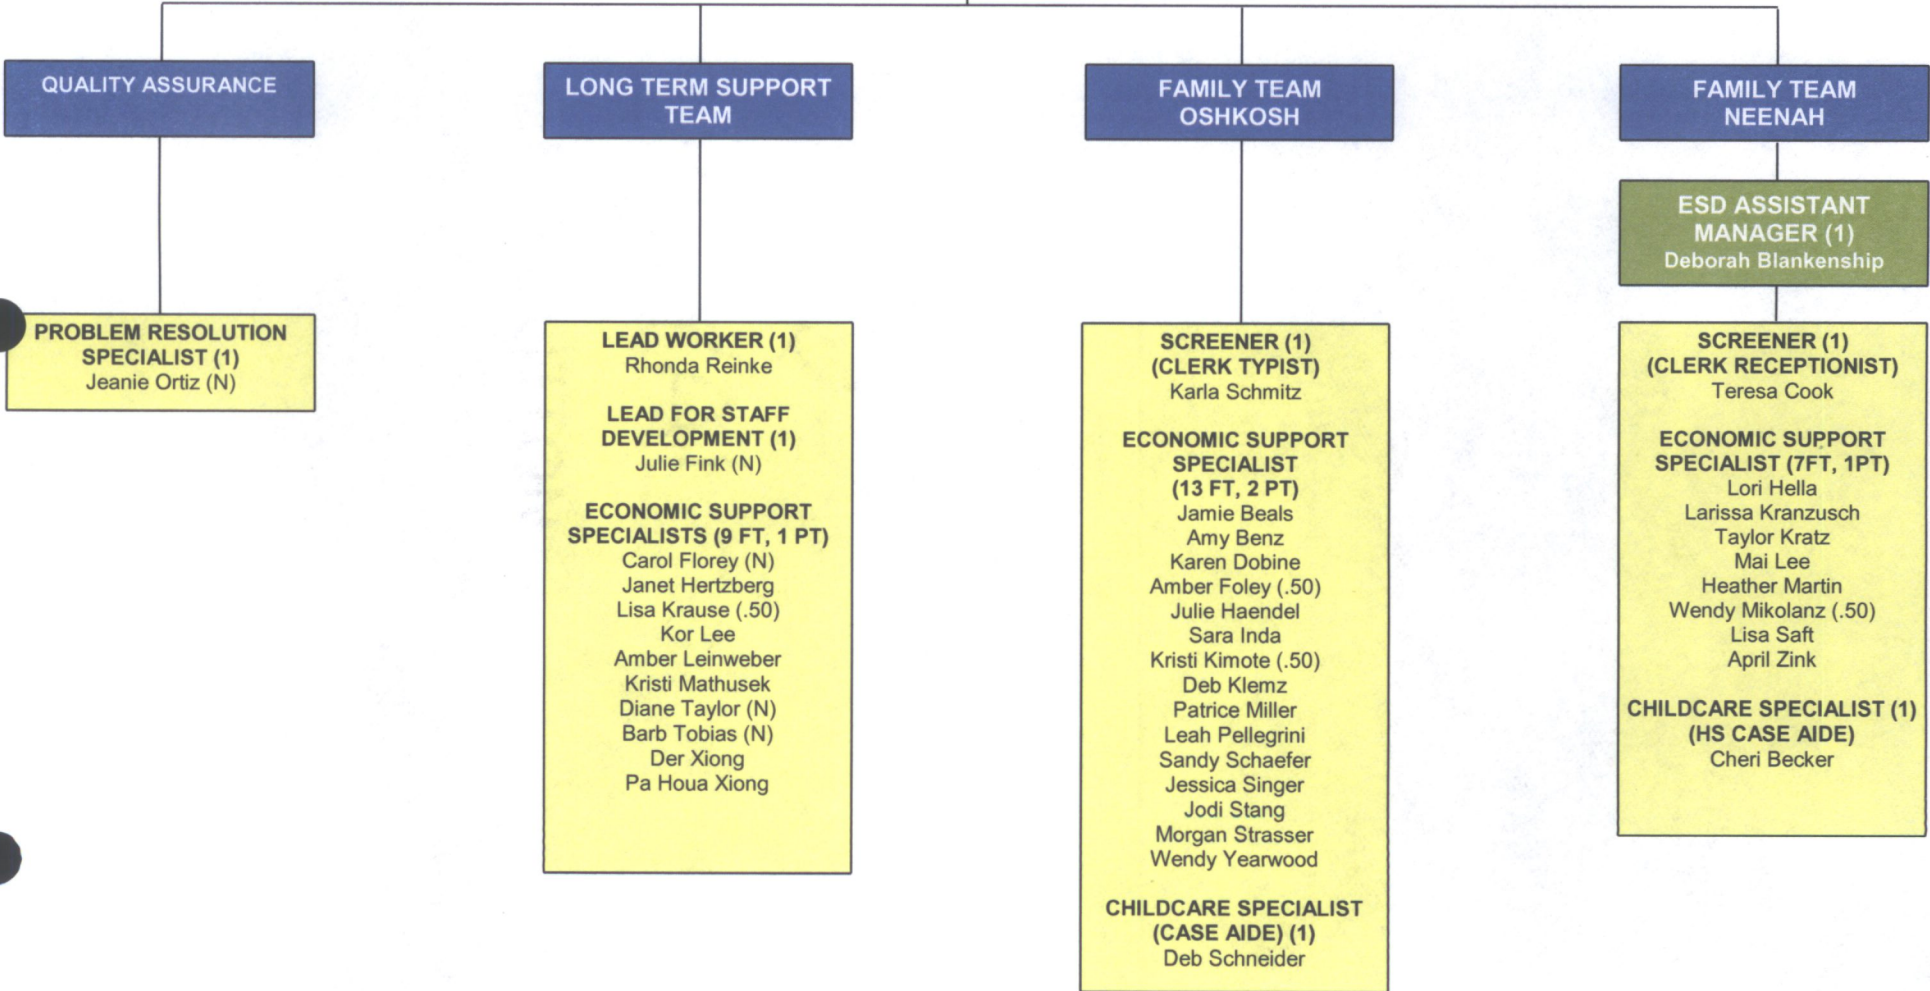 QUALITY ASSURANCE
PROBLEM RESOLUTION
SPECIALIST (1)
Jeanie Ortiz (N)
LONG TERM SUPPORT
TEAM
LEAD WORKER (1)
Rhonda Reinke
LEAD FOR STAFF
DEVELOPMENT (1)
Julie Fink (N)
ECONOMIC SUPPORT
SPECIALISTS (9 FT, 1 PT)
Carol Florey (N)
Janet Hertzberg
Lisa Krause (.50)
Kor Lee
Amber Leinweber
Kristi Mathusek
Diane Taylor (N)
Barb Tobias (N)
Der Xiong
Pa Houa Xiong
FAMILY TEAM
OSHKOSH
SCREENER (1)
(CLERK TYPIST)
Karla Schmitz
ECONOMIC SUPPORT
SPECIALIST
(13 FT, 2 PT)
Jamie Beals
Amy Benz
Karen Dobine
Amber Foley (.50)
Julie Haendel
Sara Inda
Kristi Kimote (.50)
Deb Klemz
Patrice Miller
Leah Pellegrini
Sandy Schaefer
Jessica Singer
Jodi Stang
Morgan Strasser
Wendy Yearwood
CHILDCARE SPECIALIST
(CASE AIDE) (1)
Deb Schneider
FAMILY TEAM
NEENAH
ESD ASSISTANT
MANAGER (1)
Deborah Blankenship
SCREENER (1)
(CLERK RECEPTIONIST)
Teresa Cook
ECONOMIC SUPPORT
SPECIALIST (7FT, 1PT)
Lori Hella
Larissa Kranzusch
Taylor Kratz
Mai Lee
Heather Martin
Wendy Mikolanz (.50)
Lisa Saft
April Zink
CHILDCARE SPECIALIST (1)
(HS CASE AIDE)
Cheri Becker